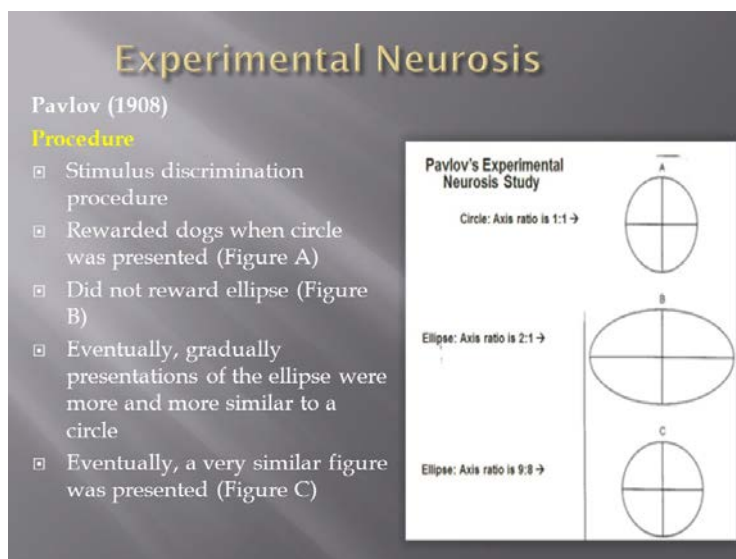 Experimental Neurosis
Pavlov (1908)
Procedure
Stimulus discrimination
procedure
Rewarded dogs when circle
was presented (Figure A)
Did not reward ellipse (Figure
B)
Eventually, gradually
presentations of the ellipse were
more and more similar to a
circle
Eventually, a very similar figure
was presented (Figure C)
Pavlov's Experimental
Neurosis Study
A
Circle: Axis ratio is 1:1 →
B
Ellipse: Axis ratio is 2:1 →
C
Ellipse: Axis ratio is 9:8 →